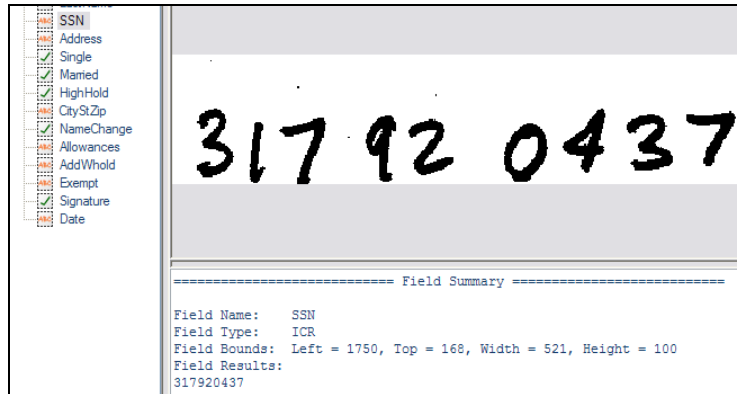 SSN
Address
Single
Married
HighHold
CityStZip
NameChange
Allowances
AddWhold
Exempt
Signature
Date
317 92 0437
============================ Field Summary ===========================
Field Name: SSN
Field Type: ICR
Field Bounds: Left = 1750, Top = 168, Width = 521, Height = 100
Field Results:
317920437